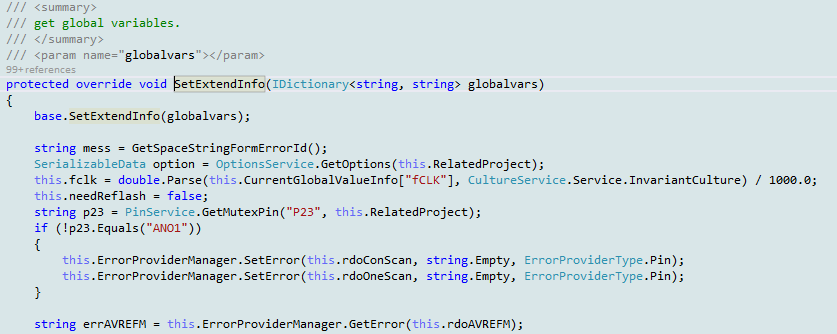 /// <summary>
/// get global variables.
/// </summary>
/// <param name="globalvars"></param>
99+references
protected override void SetExtendInfo(IDictionary<string, string> globalvars)
{
    base.SetExtendInfo(globalvars);

    string mess = GetSpaceStringFormErrorId();
    SerializableData option = OptionsService.GetOptions(this.RelatedProject);
    this.fclk = double.Parse(this.CurrentGlobalValueInfo["fCLK"], CultureService.Service.InvariantCulture) / 1000.0;
    this.needReflash = false;
    string p23 = PinService.GetMutexPin("P23", this.RelatedProject);
    if (!p23.Equals("ANO1"))
    {
        this.ErrorProviderManager.SetError(this.rdoConScan, string.Empty, ErrorProviderType.Pin);
        this.ErrorProviderManager.SetError(this.rdoOneScan, string.Empty, ErrorProviderType.Pin);
    }

    string errAVREFM = this.ErrorProviderManager.GetError(this.rdoAVREFM);